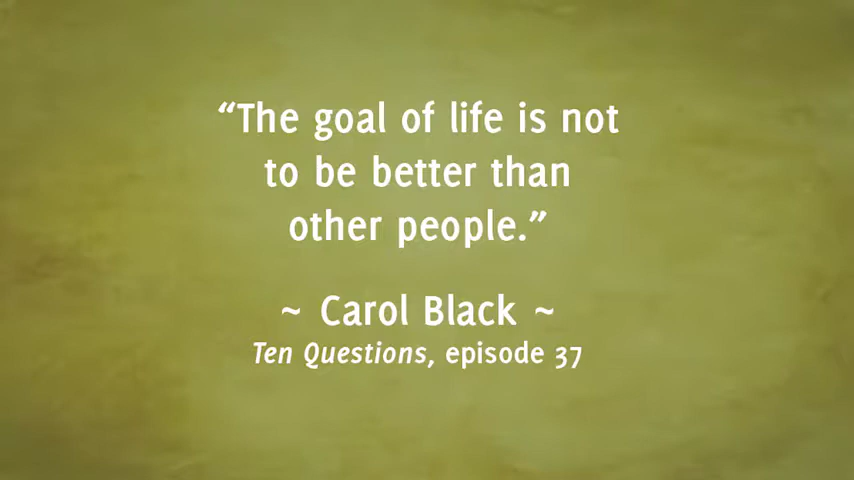 “The goal of life is not
to be better than
other people.”
~ Carol Black ~
Ten Questions, episode 37